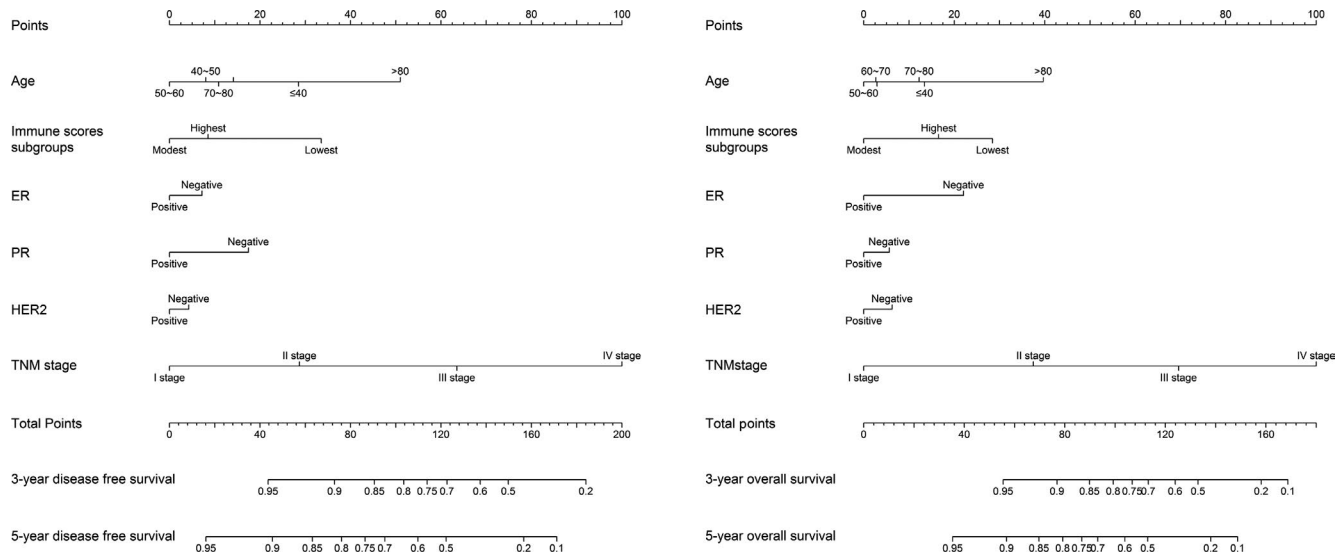 Points
0 20 40 60 80 100
Age
40~50 >80
50~60 70~80 ≤40
Immune scores
subgroups
Highest
Modest Lowest
ER
Negative
Positive
PR
Negative
Positive
HER2
Negative
Positive
TNM stage
II stage IV stage
I stage III stage
Total Points
0 40 80 120 160 200
3-year disease free survival
0.95 0.9 0.85 0.8 0.75 0.7 0.6 0.5 0.2
5-year disease free survival
0.95 0.9 0.85 0.8 0.75 0.7 0.6 0.5 0.2 0.1
Points
0 20 40 60 80 100
Age
60~70 70~80 >80
50~60 ≤40
Immune scores
subgroups
Highest
Modest Lowest
ER
Negative
Positive
PR
Negative
Positive
HER2
Negative
Positive
TNMstage
II stage IV stage
I stage III stage
Total points
0 40 80 120 160
3-year overall survival
0.95 0.9 0.85 0.8 0.75 0.7 0.6 0.5 0.2 0.1
5-year overall survival
0.95 0.9 0.85 0.8 0.75 0.7 0.6 0.5 0.2 0.1